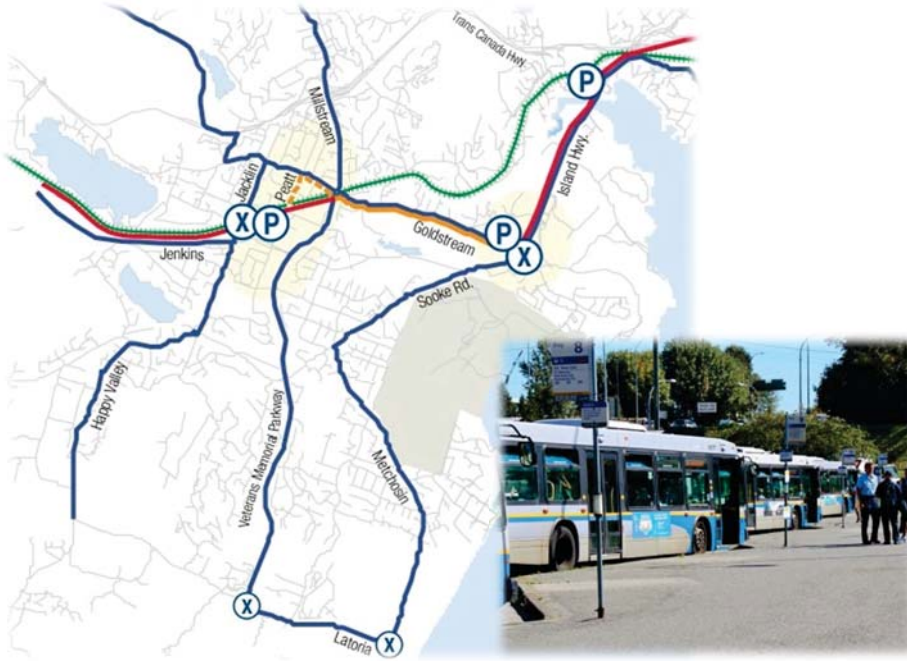 Trans Canada Hwy.
P
Millstream
Island Hwy.
Jacklin
Peatt
X
P
P
Goldstream
X
Jenkins
Sooke Rd.
Happy Valley
Veterans Memorial Parkway
Metchosin
X
Latoria
X
8